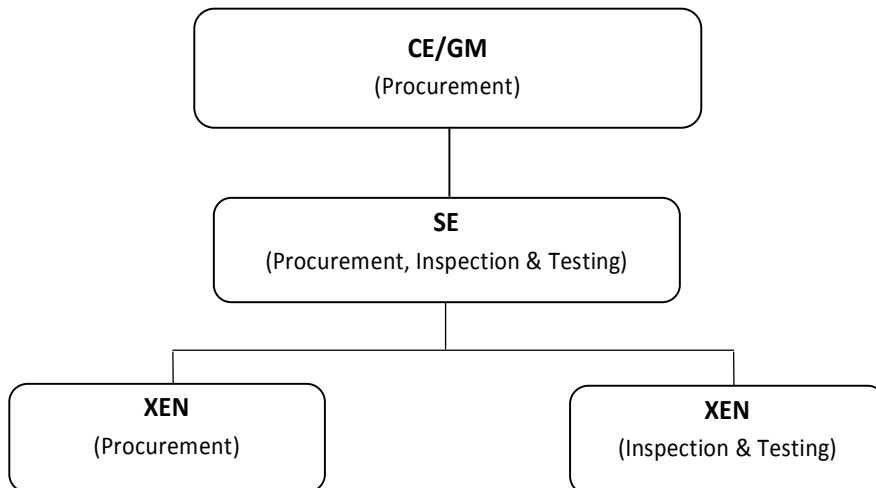 CE/GM
(Procurement)
SE
(Procurement, Inspection & Testing)
XEN
(Procurement)
XEN
(Inspection & Testing)